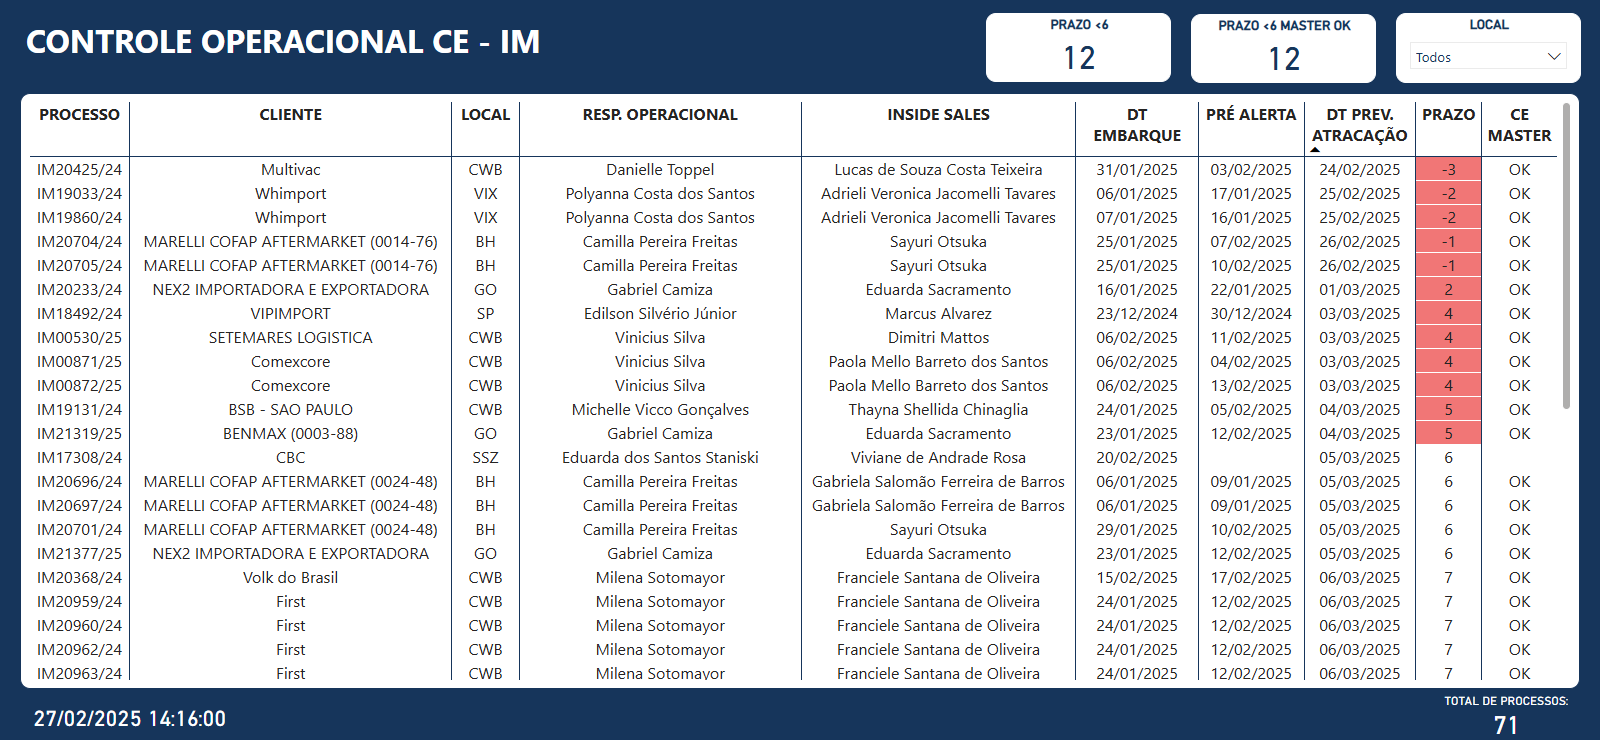 CONTROLE OPERACIONAL CE - IM
PRAZO <6
12
PRAZO <6 MASTER OK
12
LOCAL
Todos
PROCESSO CLIENTE LOCAL RESP. OPERACIONAL INSIDE SALES DT EMBARQUE PRÉ ALERTA DT PREV. ATRACAÇÃO PRAZO CE MASTER
IM20425/24 Multivac CWB Danielle Toppel Lucas de Souza Costa Teixeira 31/01/2025 03/02/2025 24/02/2025 -3 OK
IM19033/24 Whimport VIX Polyanna Costa dos Santos Adrieli Veronica Jacomelli Tavares 06/01/2025 17/01/2025 25/02/2025 -2 OK
IM19860/24 Whimport VIX Polyanna Costa dos Santos Adrieli Veronica Jacomelli Tavares 07/01/2025 16/01/2025 25/02/2025 -2 OK
IM20704/24 MARELLI COFAP AFTERMARKET (0014-76) BH Camilla Pereira Freitas Sayuri Otsuka 25/01/2025 07/02/2025 26/02/2025 -1 OK
IM20705/24 MARELLI COFAP AFTERMARKET (0014-76) BH Camilla Pereira Freitas Sayuri Otsuka 25/01/2025 10/02/2025 26/02/2025 -1 OK
IM20233/24 NEX2 IMPORTADORA E EXPORTADORA GO Gabriel Camiza Eduarda Sacramento 16/01/2025 22/01/2025 01/03/2025 2 OK
IM18492/24 VIPIMPORT SP Edilson Silvério Júnior Marcus Alvarez 23/12/2024 30/12/2024 03/03/2025 4 OK
IM00530/25 SETEMARES LOGISTICA CWB Vinicius Silva Dimitri Mattos 06/02/2025 11/02/2025 03/03/2025 4 OK
IM00871/25 Comexcore CWB Vinicius Silva Paola Mello Barreto dos Santos 06/02/2025 04/02/2025 03/03/2025 4 OK
IM00872/25 Comexcore CWB Vinicius Silva Paola Mello Barreto dos Santos 06/02/2025 13/02/2025 03/03/2025 4 OK
IM19131/24 BSB - SAO PAULO CWB Michelle Vicco Gonçalves Thayna Shellida Chinaglia 24/01/2025 05/02/2025 04/03/2025 5 OK
IM21319/25 BENMAX (0003-88) GO Gabriel Camiza Eduarda Sacramento 23/01/2025 12/02/2025 04/03/2025 5 OK
IM17308/24 CBC SSZ Eduarda dos Santos Staniski Viviane de Andrade Rosa 20/02/2025 05/03/2025 6
IM20696/24 MARELLI COFAP AFTERMARKET (0024-48) BH Camilla Pereira Freitas Gabriela Salomão Ferreira de Barros 06/01/2025 09/01/2025 05/03/2025 6 OK
IM20697/24 MARELLI COFAP AFTERMARKET (0024-48) BH Camilla Pereira Freitas Gabriela Salomão Ferreira de Barros 06/01/2025 09/01/2025 05/03/2025 6 OK
IM20701/24 MARELLI COFAP AFTERMARKET (0024-48) BH Camilla Pereira Freitas Sayuri Otsuka 29/01/2025 10/02/2025 05/03/2025 6 OK
IM21377/25 NEX2 IMPORTADORA E EXPORTADORA GO Gabriel Camiza Eduarda Sacramento 23/01/2025 12/02/2025 05/03/2025 6 OK
IM20368/24 Volk do Brasil CWB Milena Sotomayor Franciele Santana de Oliveira 15/02/2025 17/02/2025 06/03/2025 7 OK
IM20959/24 First CWB Milena Sotomayor Franciele Santana de Oliveira 24/01/2025 12/02/2025 06/03/2025 7 OK
IM20960/24 First CWB Milena Sotomayor Franciele Santana de Oliveira 24/01/2025 12/02/2025 06/03/2025 7 OK
IM20962/24 First CWB Milena Sotomayor Franciele Santana de Oliveira 24/01/2025 12/02/2025 06/03/2025 7 OK
IM20963/24 First CWB Milena Sotomayor Franciele Santana de Oliveira 24/01/2025 12/02/2025 06/03/2025 7 OK
27/02/2025 14:16:00
TOTAL DE PROCESSOS:
71